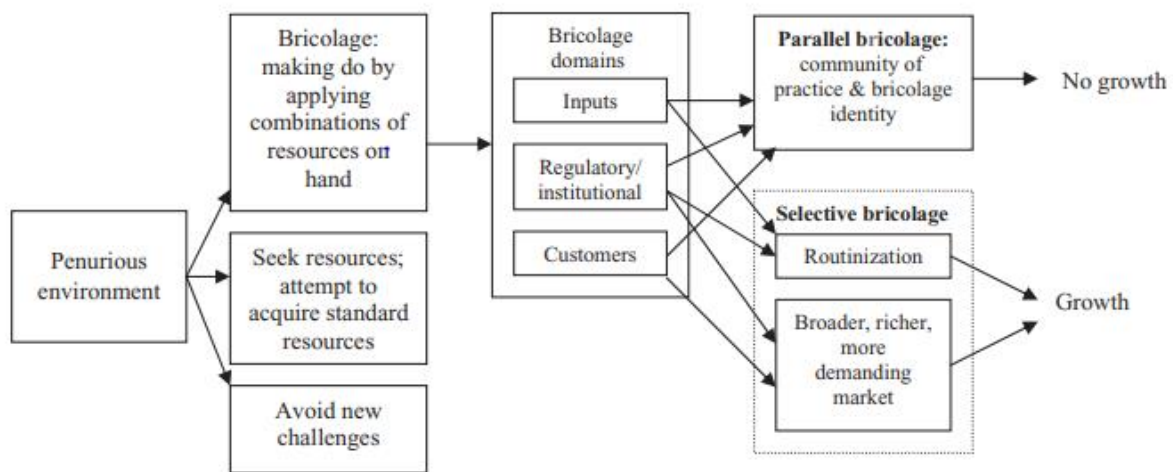 Bricolage:
making do by
applying
combinations of
resources on
hand
Penurious
environment
Seek resources;
attempt to
acquire standard
resources
Avoid new
challenges
Bricolage
domains
Inputs
Regulatory/
institutional
Customers
Parallel bricolage:
community of
practice & bricolage
identity
No growth
Selective bricolage
Routinization
Broader, richer,
more
demanding
market
Growth